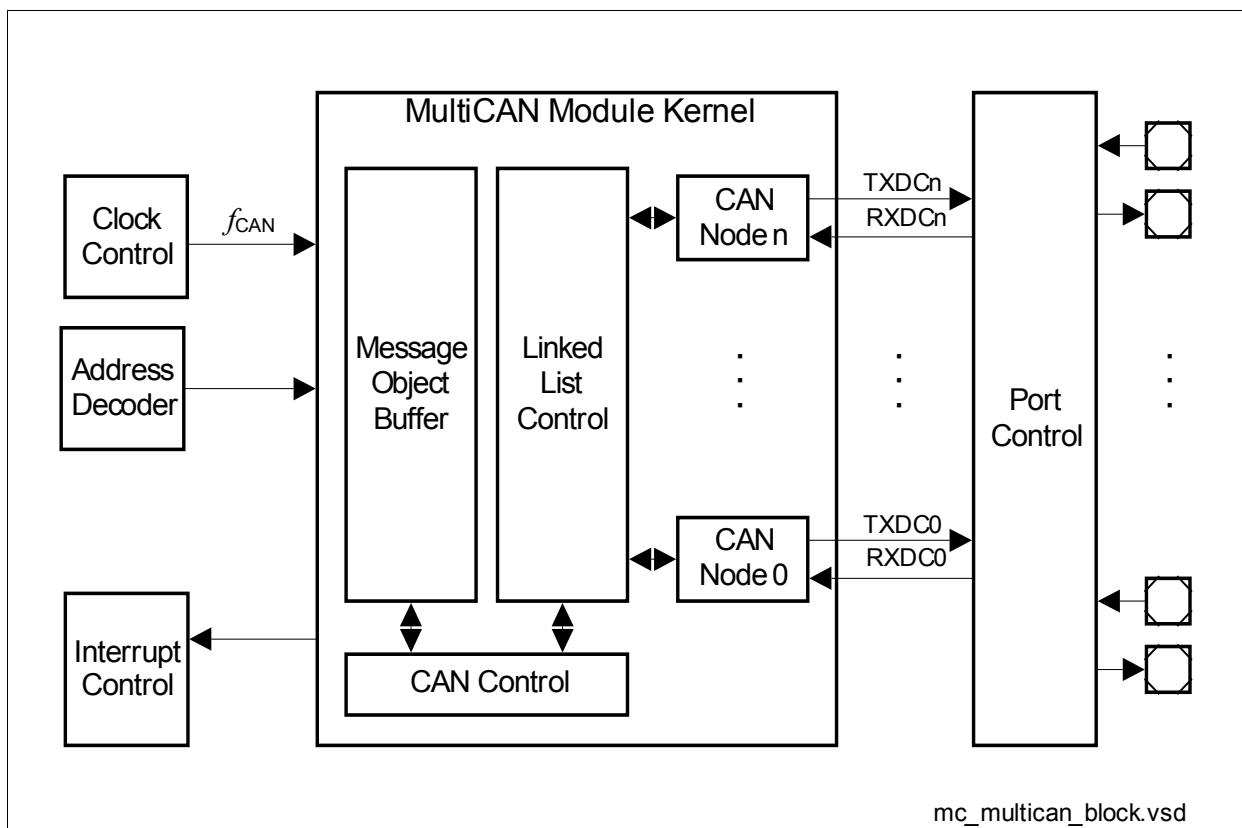 MultiCAN Module Kernel
Clock
Control
fCAN
Address
Decoder
Interrupt
Control
Message
Object
Buffer
Linked
List
Control
CAN Control
CAN
Node n
CAN
Node 0
TXDCn
RXDCn
TXDC0
RXDC0
Port
Control
mc_multican_block.vsd